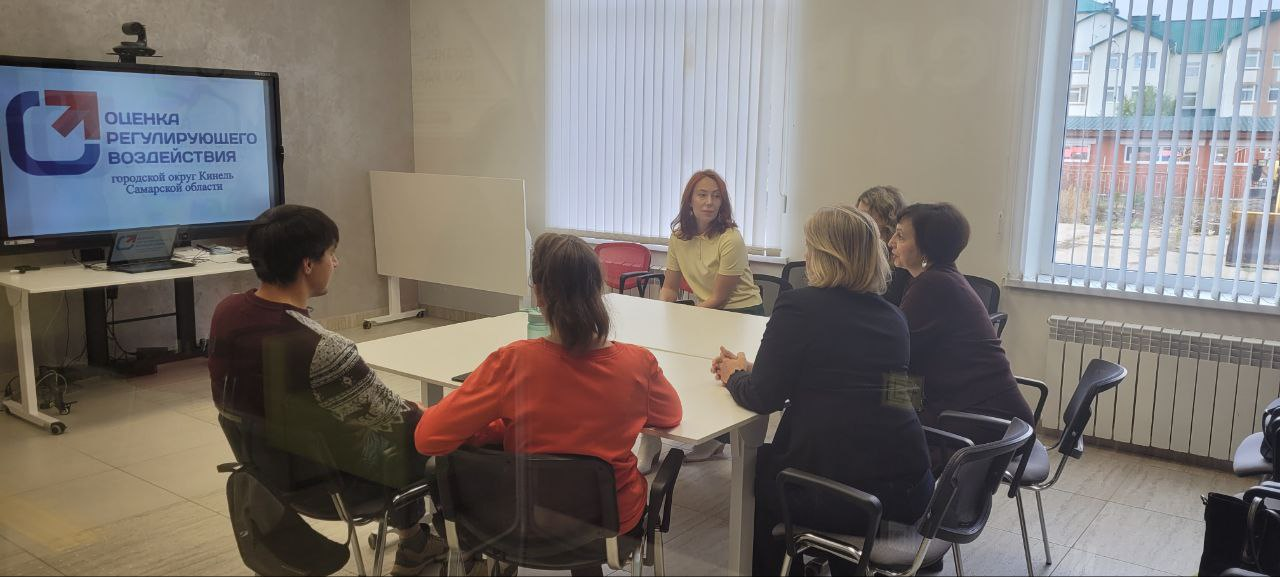 ОЦЕНКА
РЕГУЛИРУЮЩЕГО
ВОЗДЕЙСТВИЯ
городской округ Кинель
Самарской области